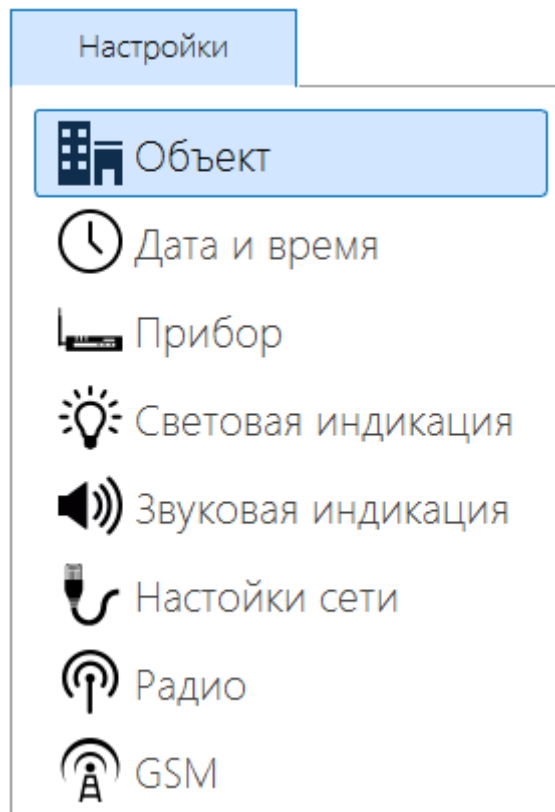 Настройки
Объект
Дата и время
Прибор
Световая индикация
Звуковая индикация
Настойки сети
Радио
GSM